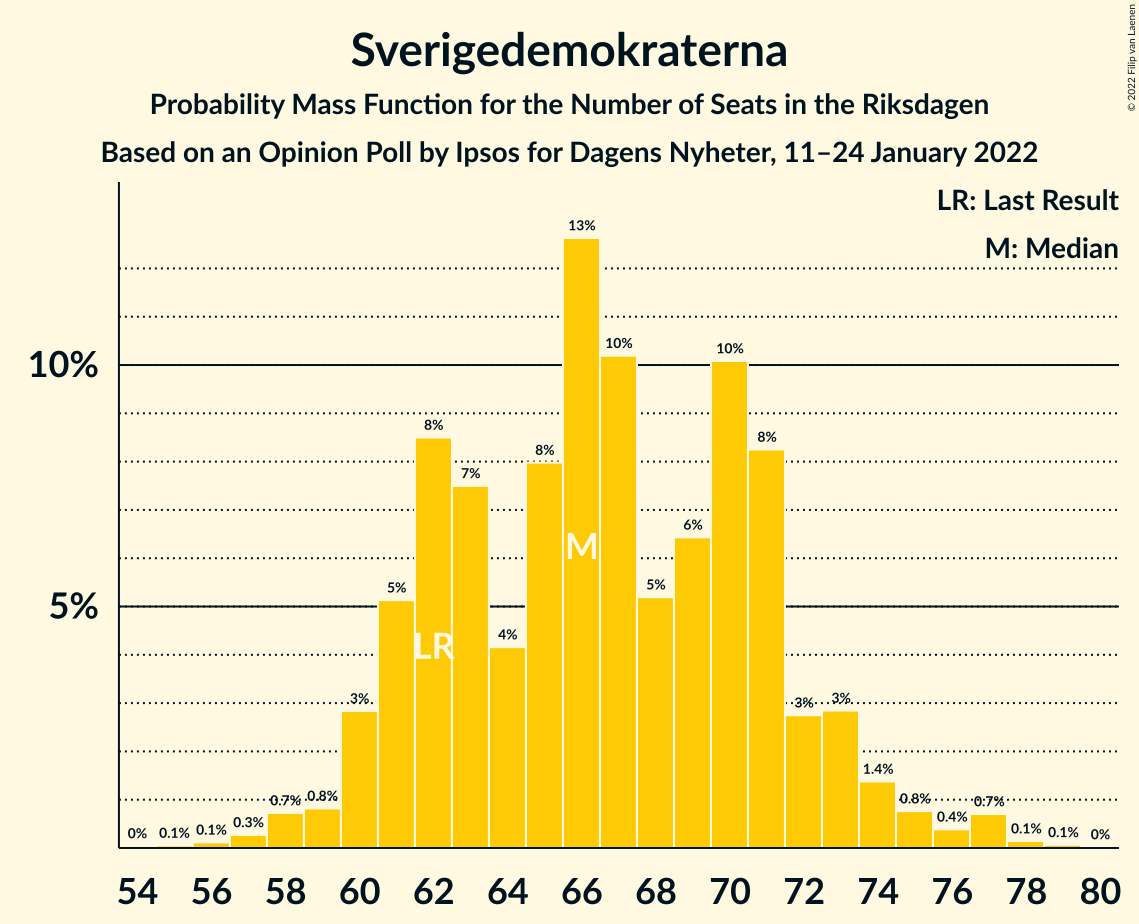 Sverigedemokraterna
Probability Mass Function for the Number of Seats in the Riksdagen
Based on an Opinion Poll by Ipsos for Dagens Nyheter, 11–24 January 2022
© 2022 Filip van Laenen
LR: Last Result
M: Median
10%
5%
0% 0.1% 0.1% 0.3% 0.7% 0.8% 3% 5% 8% 7% 4% 8% 13% 10% 5% 6% 10% 8% 3% 3% 1.4% 0.8% 0.4% 0.7% 0.1% 0.1% 0%
LR M
54 56 58 60 62 64 66 68 70 72 74 76 78 80